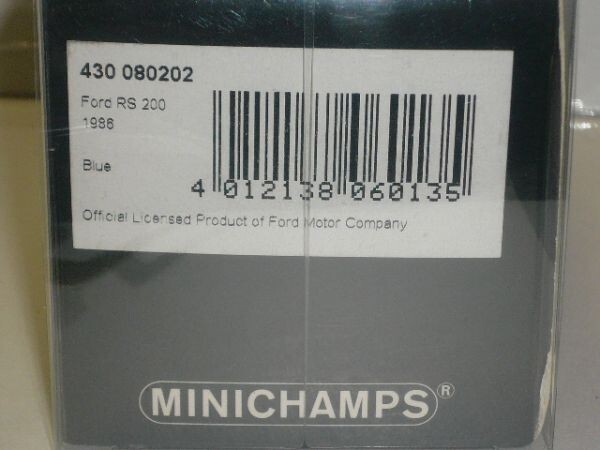 430 080202
Ford RS 200
1986
Blue
4 012138 060135
Official Licensed Product of Ford Motor Company
MINICHAMPS®